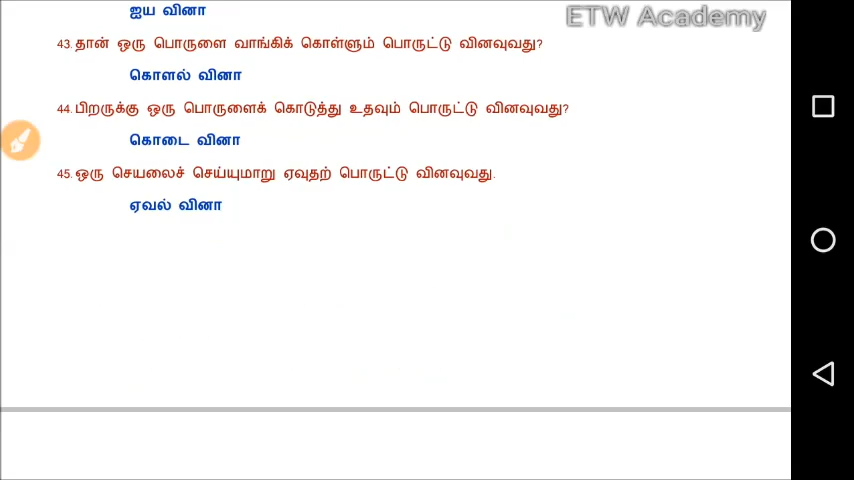 ஐய வினா
ETW Academy
43. தான் ஒரு பொருளை வாங்கிக் கொள்ளும் பொருட்டு வினவுவது?
கொளல் வினா
44. பிறருக்கு ஒரு பொருளைக் கொடுத்து உதவும் பொருட்டு வினவுவது?
கொடை வினா
45. ஒரு செயலைச் செய்யுமாறு ஏவுதற் பொருட்டு வினவுவது.
ஏவல் வினா